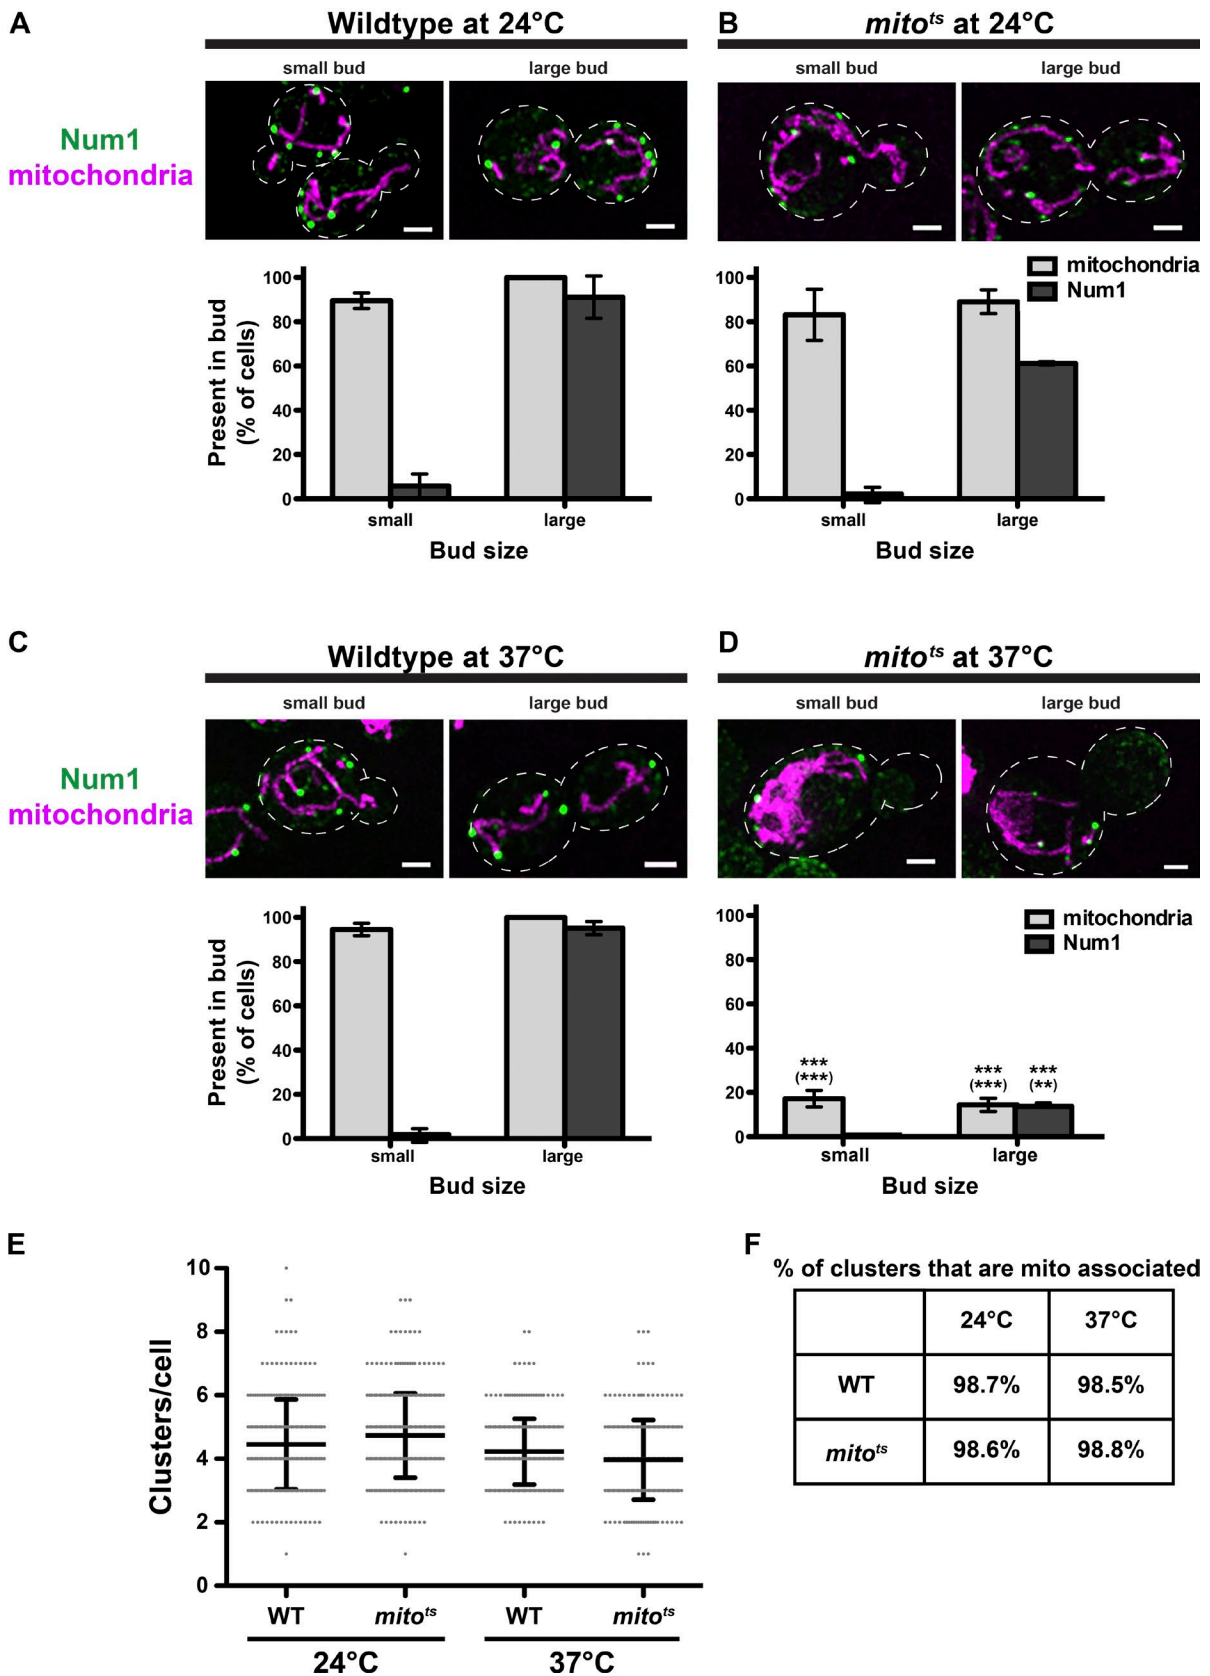 A
Wildtype at 24°C
small bud
large bud
Num1
mitochondria
B
mitoᵗˢ at 24°C
small bud
large bud
Present in bud
(% of cells)
100
80
60
40
20
0
small
large
Bud size
mitochondria
Num1
100
80
60
40
20
0
small
large
Bud size
C
Wildtype at 37°C
small bud
large bud
Num1
mitochondria
D
mitoᵗˢ at 37°C
small bud
large bud
Present in bud
(% of cells)
100
80
60
40
20
0
small
large
Bud size
mitochondria
Num1
100
80
60
40
20
0
***
(***)
***
(***)
***
(**)
small
large
Bud size
E
Clusters/cell
10
8
6
4
2
0
WT
mitoᵗˢ
WT
mitoᵗˢ
24°C
37°C
F
% of clusters that are mito associated
24°C 37°C
WT 98.7% 98.5%
mitoᵗˢ 98.6% 98.8%